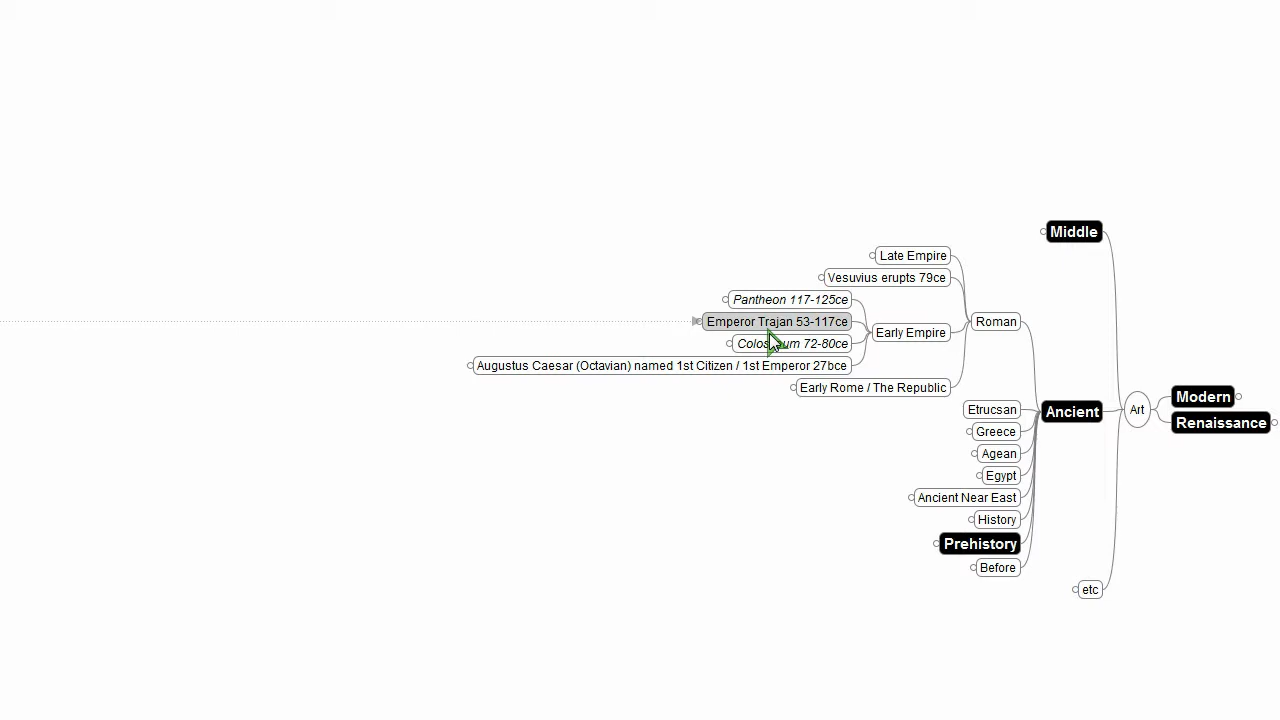 Middle
Late Empire
Vesuvius erupts 79ce
Pantheon 117-125ce
Emperor Trajan 53-117ce
Roman
Early Empire
Colosseum 72-80ce
Augustus Caesar (Octavian) named 1st Citizen / 1st Emperor 27bce
Early Rome / The Republic
Modern
Etrucsan
Ancient
Art
Renaissance
Greece
Agean
Egypt
Ancient Near East
History
Prehistory
Before
etc